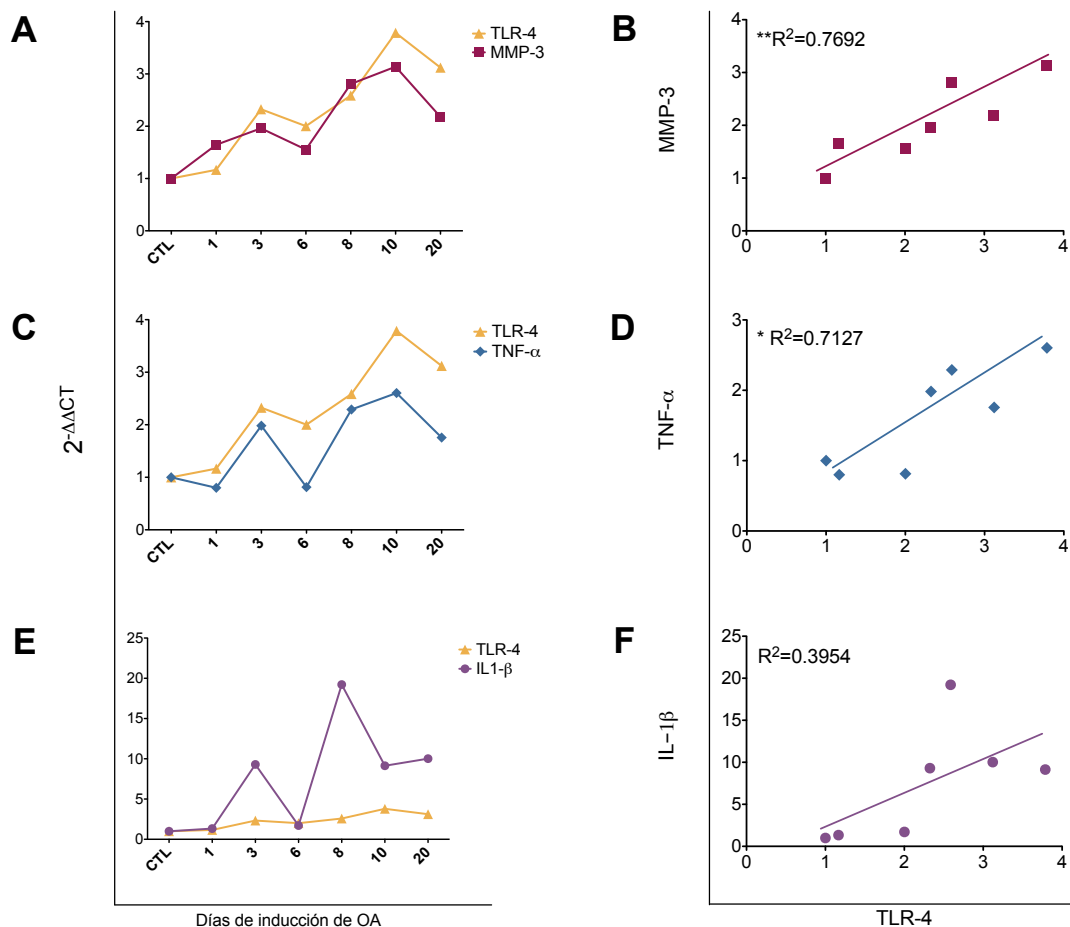 A
4
3
2
1
0
CTL
1
3
6
8
10
20
TLR-4
MMP-3
B
**R²=0.7692
MMP-3
4
3
2
1
0
0
1
2
3
4
C
4
3
2
1
0
CTL
1
3
6
8
10
20
TLR-4
TNF-α
2-ΔΔCT
D
* R²=0.7127
TNF-α
3
2
1
0
0
1
2
3
4
E
25
20
15
10
5
0
CTL
1
3
6
8
10
20
TLR-4
IL1-β
Días de inducción de OA
F
R²=0.3954
IL-1β
25
20
15
10
5
0
0
1
2
3
4
TLR-4